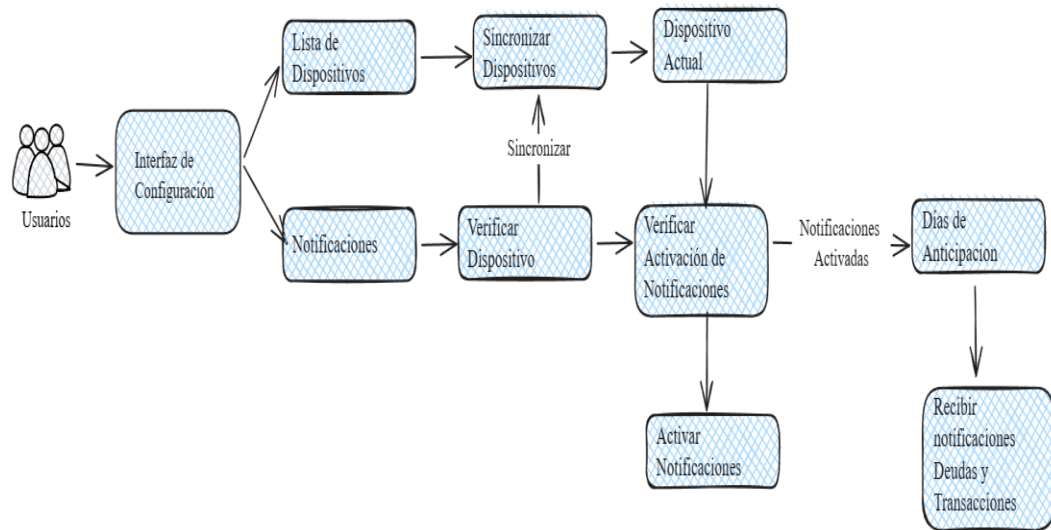 Lista de
Dispositivos
Sincronizar
Dispositivos
Dispositivo
Actual
Sincronizar
Interfaz de
Configuración
Usuarios
Notificaciones
Verificar
Dispositivo
Verificar
Activación de
Notificaciones
Notificaciones
Activadas
Días de
Anticipacion
Activar
Notificaciones
Recibir
notificaciones
Deudas y
Transacciones